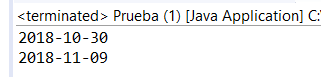 <terminated> Prueba (1) [Java Application] C:
2018-10-30
2018-11-09